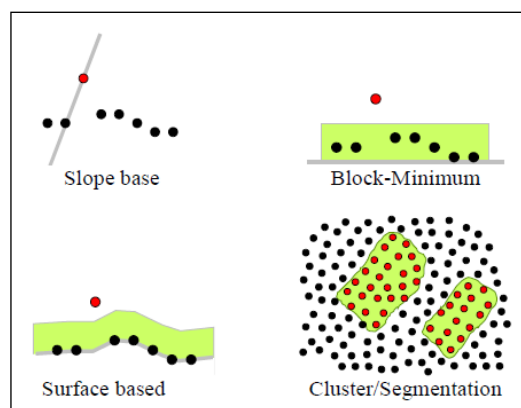 Slope base
Block-Minimum
Surface based
Cluster/Segmentation